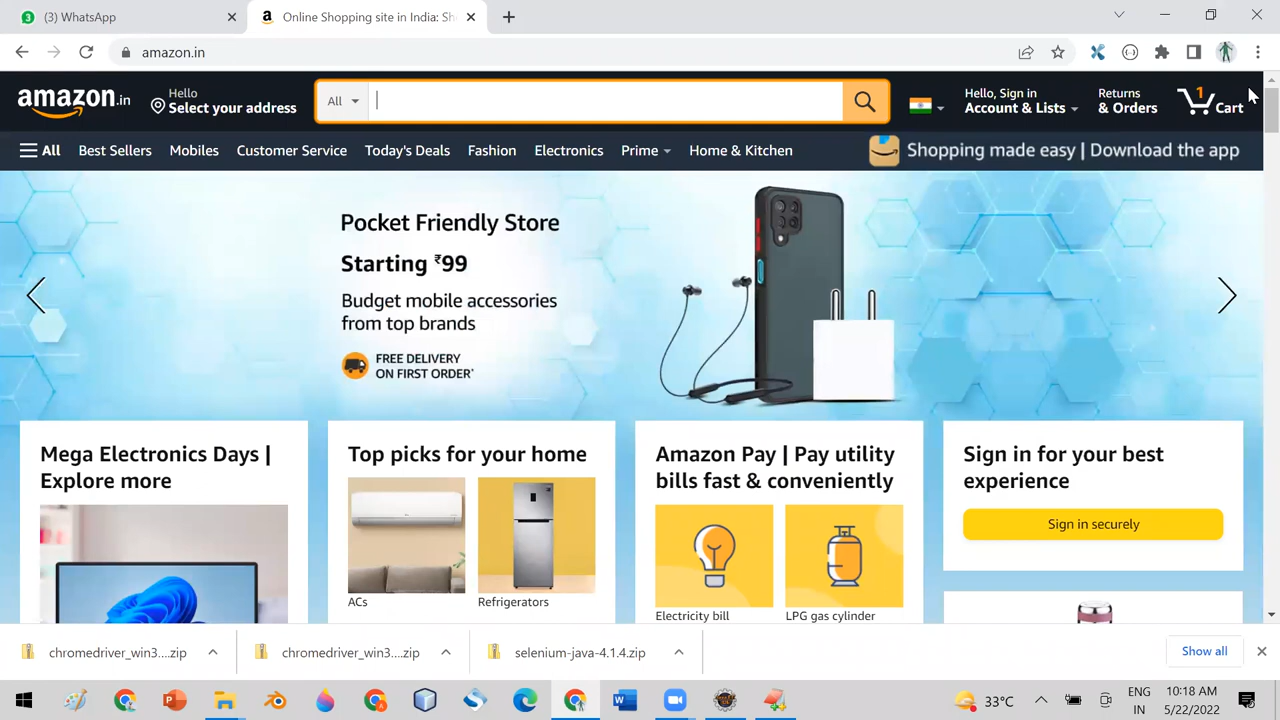 (3) WhatsApp
Online Shopping site in India: Sh
amazon.in
amazon.in
Hello
Select your address
All
Hello, Sign in
Account & Lists
Returns
& Orders
1
Cart
All
Best Sellers
Mobiles
Customer Service
Today's Deals
Fashion
Electronics
Prime
Home & Kitchen
Shopping made easy | Download the app
Pocket Friendly Store
Starting ₹99
Budget mobile accessories
from top brands
FREE DELIVERY
ON FIRST ORDER*
Mega Electronics Days |
Explore more
Top picks for your home
ACs
Refrigerators
Amazon Pay | Pay utility
bills fast & conveniently
Electricity bill
LPG gas cylinder
Sign in for your best
experience
Sign in securely
chromedriver_win3....zip
chromedriver_win3....zip
selenium-java-4.1.4.zip
Show all
33°C
ENG
IN
10:18 AM
5/22/2022